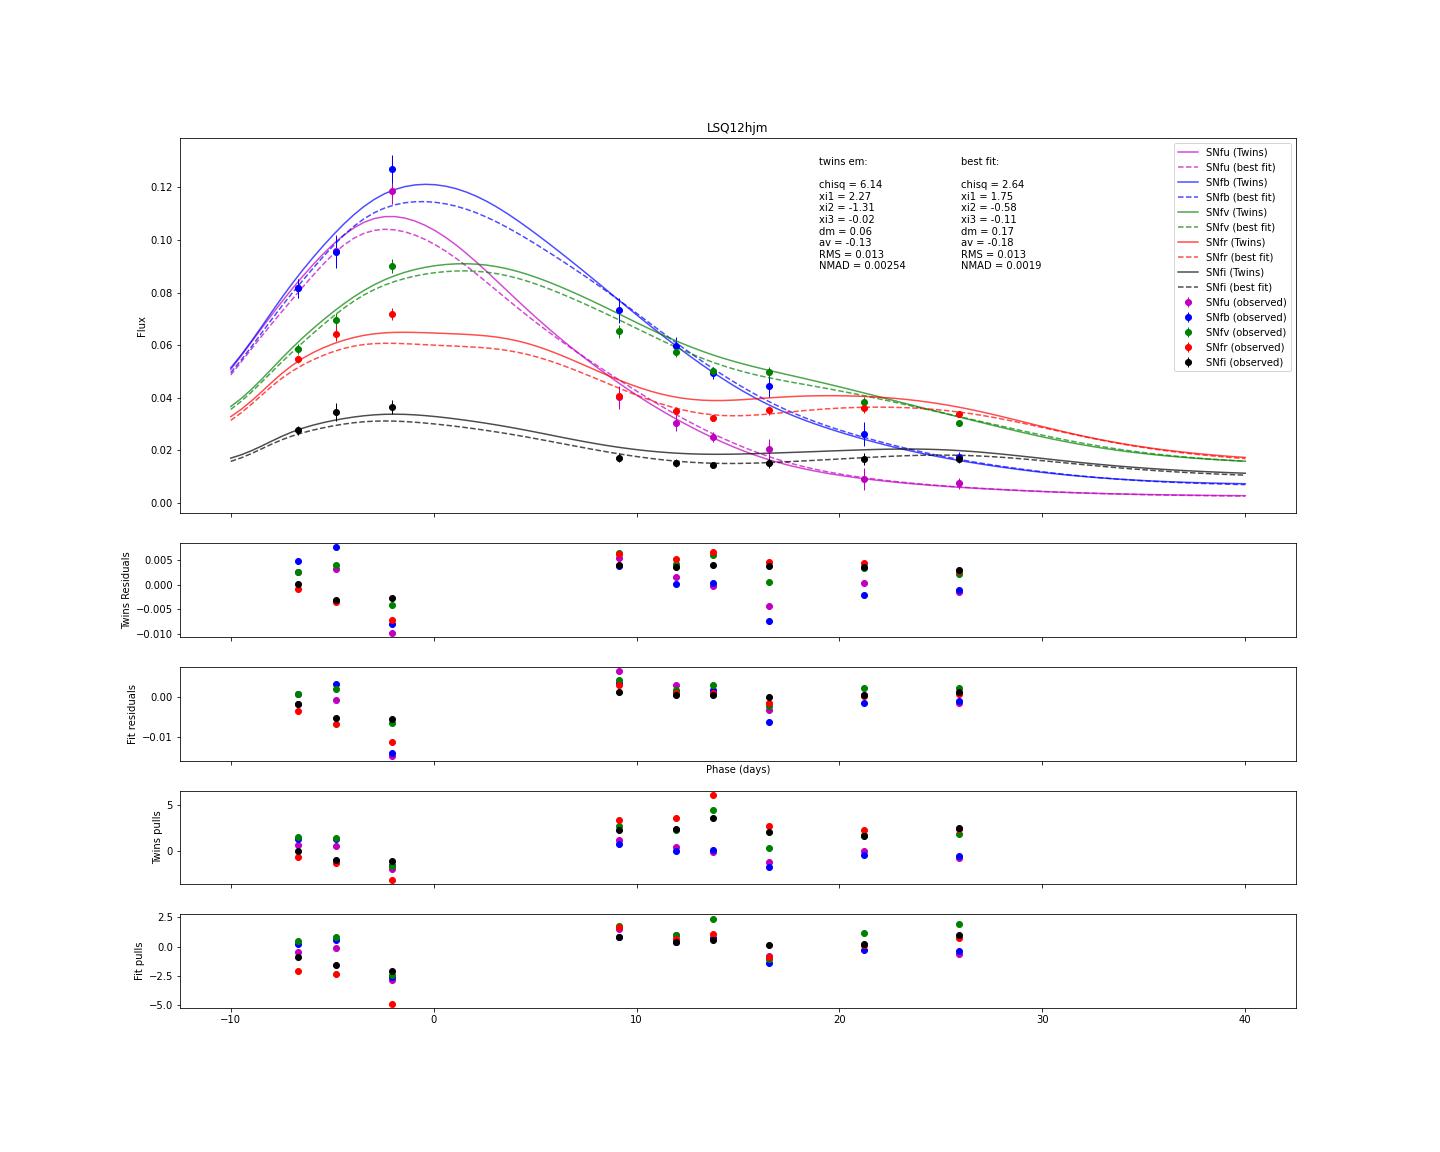 LSQ12hjm
Flux
0.12
0.10
0.08
0.06
0.04
0.02
0.00
twins em:
chisq = 6.14
xi1 = 2.27
xi2 = -1.31
xi3 = -0.02
dm = 0.06
av = -0.13
RMS = 0.013
NMAD = 0.00254
best fit:
chisq = 2.64
xi1 = 1.75
xi2 = -0.58
xi3 = -0.11
dm = 0.17
av = -0.18
RMS = 0.013
NMAD = 0.0019
SNfu (Twins)
SNfu (best fit)
SNfb (Twins)
SNfb (best fit)
SNfv (Twins)
SNfv (best fit)
SNfr (Twins)
SNfr (best fit)
SNfi (Twins)
SNfi (best fit)
SNfu (observed)
SNfb (observed)
SNfv (observed)
SNfr (observed)
SNfi (observed)
Twins Residuals
0.005
0.000
−0.005
−0.010
Fit residuals
0.00
−0.01
Phase (days)
Twins pulls
5
0
Fit pulls
2.5
0.0
−2.5
−5.0
−10 0 10 20 30 40